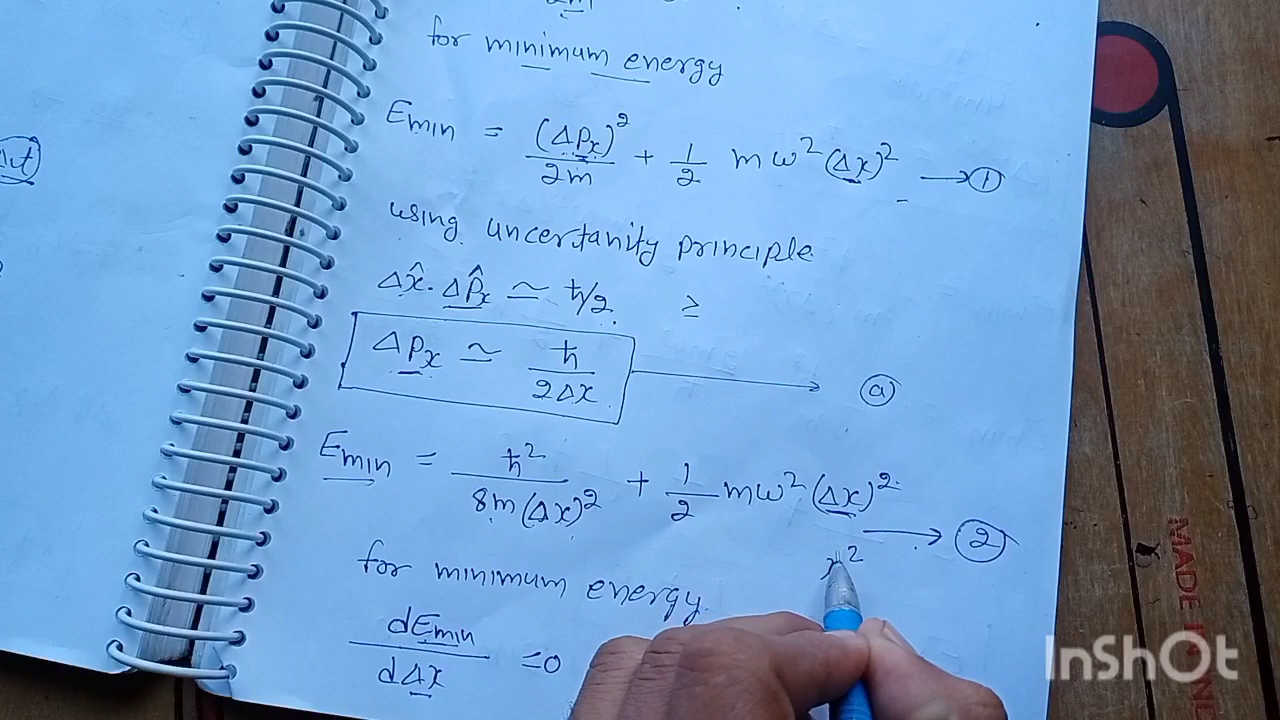 for minimum energy
Emin = (ΔPx)² / 2m + 1/2 mω²(Δx)² → ①
using uncertanity principle
Δx̂ · ΔP̂x ≃ ħ/2 ≥
ΔPx ≃ ħ / 2Δx → ⓐ
Emin = ħ² / 8m(Δx)² + 1/2 mω²(Δx)² → ②
for minimum energy.
x²
dEmin / dΔx = 0
InShOt